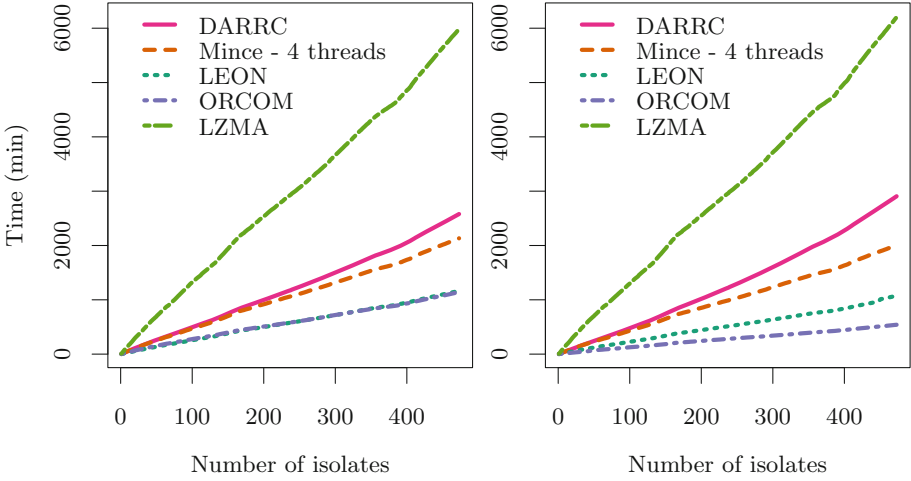 DARRC
Mince - 4 threads
LEON
ORCOM
LZMA
Time (min)
0
2000
4000
6000
0 100 200 300 400
Number of isolates
DARRC
Mince - 4 threads
LEON
ORCOM
LZMA
0
2000
4000
6000
0 100 200 300 400
Number of isolates